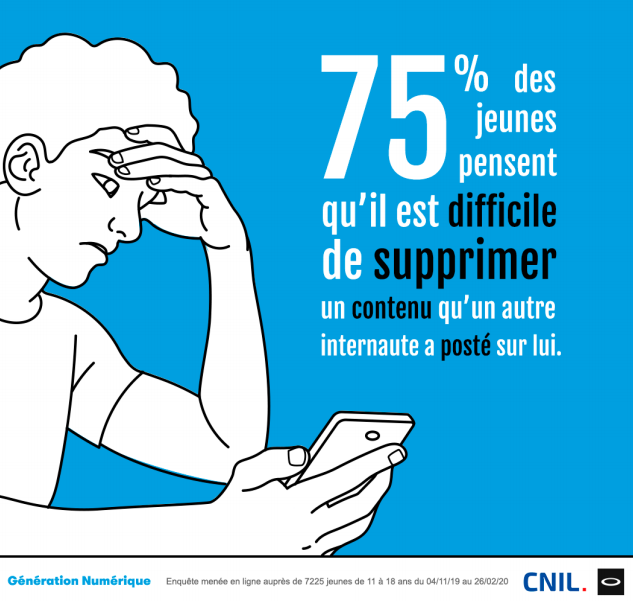 75% des
jeunes
pensent
qu'il est difficile
de supprimer
un contenu qu'un autre
internaute a posté sur lui.
Génération Numérique
Enquête menée en ligne auprès de 7225 jeunes de 11 à 18 ans du 04/11/19 au 26/02/20
CNIL.